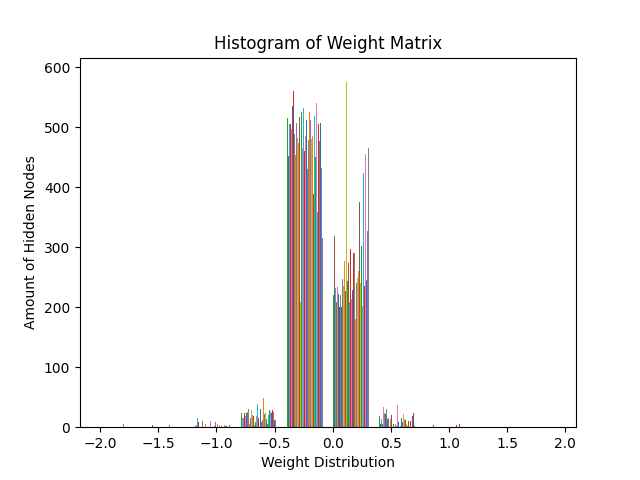 Histogram of Weight Matrix
600
500
400
300
200
100
0
Amount of Hidden Nodes
−2.0 −1.5 −1.0 −0.5 0.0 0.5 1.0 1.5 2.0
Weight Distribution